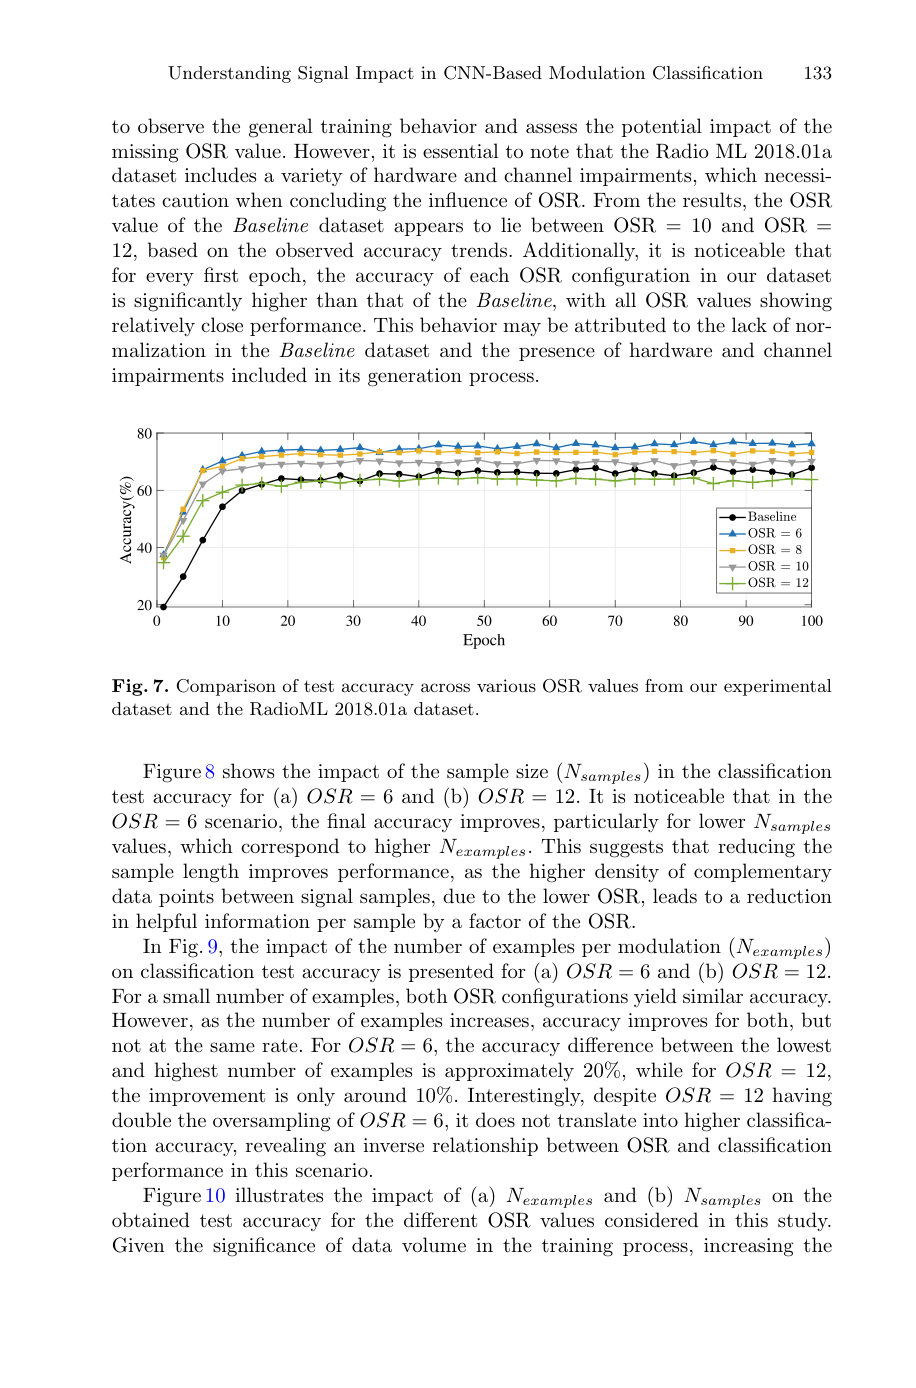 Understanding Signal Impact in CNN-Based Modulation Classification 133
to observe the general training behavior and assess the potential impact of the
missing OSR value. However, it is essential to note that the Radio ML 2018.01a
dataset includes a variety of hardware and channel impairments, which necessi-
tates caution when concluding the influence of OSR. From the results, the OSR
value of the Baseline dataset appears to lie between OSR = 10 and OSR =
12, based on the observed accuracy trends. Additionally, it is noticeable that
for every first epoch, the accuracy of each OSR configuration in our dataset
is significantly higher than that of the Baseline, with all OSR values showing
relatively close performance. This behavior may be attributed to the lack of nor-
malization in the Baseline dataset and the presence of hardware and channel
impairments included in its generation process.
80
60
40
20
Accuracy(%)
Baseline
OSR = 6
OSR = 8
OSR = 10
OSR = 12
0 10 20 30 40 50 60 70 80 90 100
Epoch
Fig. 7. Comparison of test accuracy across various OSR values from our experimental
dataset and the RadioML 2018.01a dataset.
Figure 8 shows the impact of the sample size (Nsamples) in the classification
test accuracy for (a) OSR = 6 and (b) OSR = 12. It is noticeable that in the
OSR = 6 scenario, the final accuracy improves, particularly for lower Nsamples
values, which correspond to higher Nexamples. This suggests that reducing the
sample length improves performance, as the higher density of complementary
data points between signal samples, due to the lower OSR, leads to a reduction
in helpful information per sample by a factor of the OSR.
In Fig. 9, the impact of the number of examples per modulation (Nexamples)
on classification test accuracy is presented for (a) OSR = 6 and (b) OSR = 12.
For a small number of examples, both OSR configurations yield similar accuracy.
However, as the number of examples increases, accuracy improves for both, but
not at the same rate. For OSR = 6, the accuracy difference between the lowest
and highest number of examples is approximately 20%, while for OSR = 12,
the improvement is only around 10%. Interestingly, despite OSR = 12 having
double the oversampling of OSR = 6, it does not translate into higher classifica-
tion accuracy, revealing an inverse relationship between OSR and classification
performance in this scenario.
Figure 10 illustrates the impact of (a) Nexamples and (b) Nsamples on the
obtained test accuracy for the different OSR values considered in this study.
Given the significance of data volume in the training process, increasing the